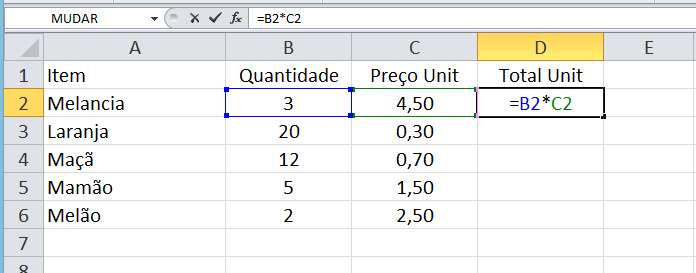 MUDAR fx =B2*C2
A B C D E
1 Item Quantidade Preço Unit Total Unit
2 Melancia 3 4,50 =B2*C2
3 Laranja 20 0,30
4 Maçã 12 0,70
5 Mamão 5 1,50
6 Melão 2 2,50
7
8